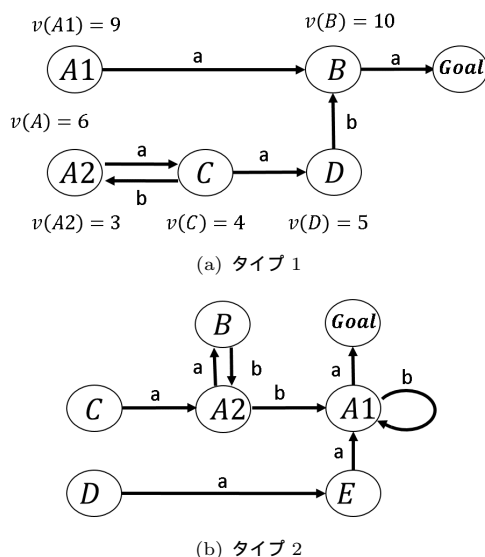 v(A1) = 9
v(B) = 10
A1
a
B
a
Goal
v(A) = 6
b
A2
a
b
C
a
D
v(A2) = 3
v(C) = 4
v(D) = 5
(a) タイプ 1
B
Goal
a
b
a
b
C
a
A2
b
A1
a
D
a
E
(b) タイプ 2